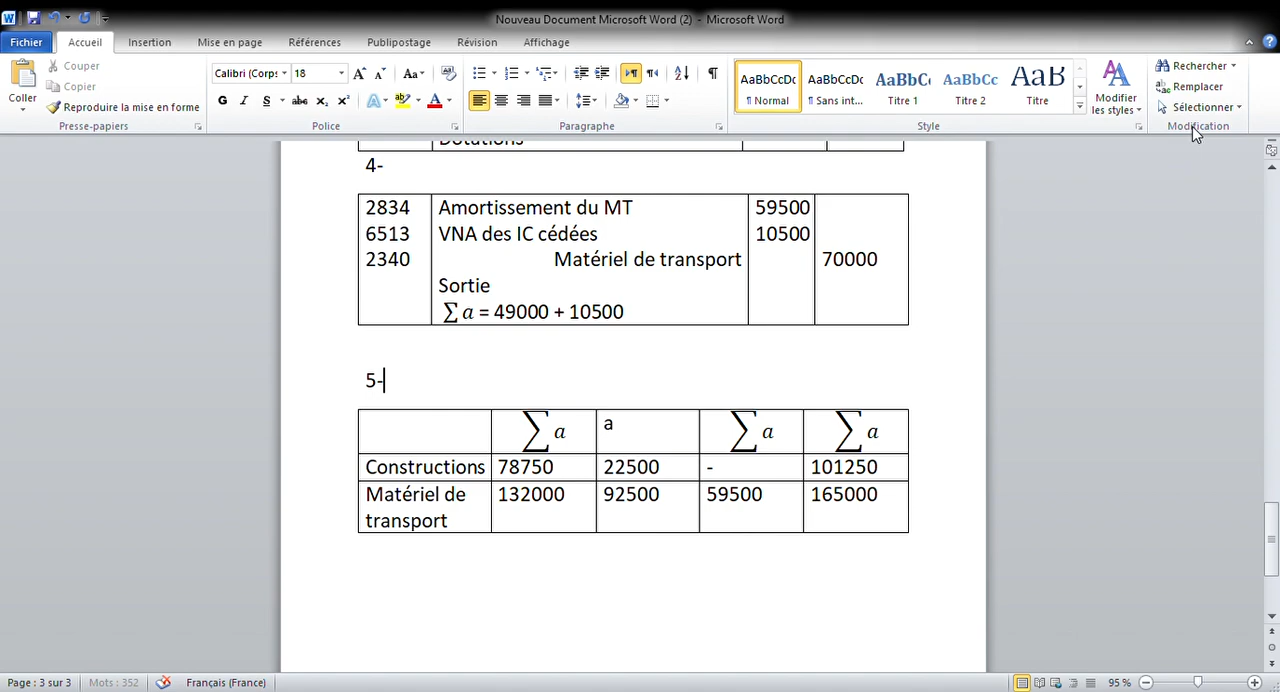 Nouveau Document Microsoft Word (2) - Microsoft Word
Fichier Accueil Insertion Mise en page Références Publipostage Révision Affichage
Coller
Couper
Copier
Reproduire la mise en forme
Presse-papiers
Calibri (Corps 18
G I S abc x₂ x²
Police
Paragraphe
AaBbCcDc AaBbCcDc AaBbC AaBbCc AaB
¶ Normal ¶ Sans int... Titre 1 Titre 2 Titre
Modifier
les styles
Style
Rechercher
Remplacer
Sélectionner
Modification
4-
2834 Amortissement du MT 59500
6513 VNA des IC cédées 10500
2340 Matériel de transport 70000
Sortie
∑ a = 49000 + 10500
5-
∑ a a ∑ a ∑ a
Constructions 78750 22500 - 101250
Matériel de 132000 92500 59500 165000
transport
Page : 3 sur 3 Mots : 352 Français (France) 95 %